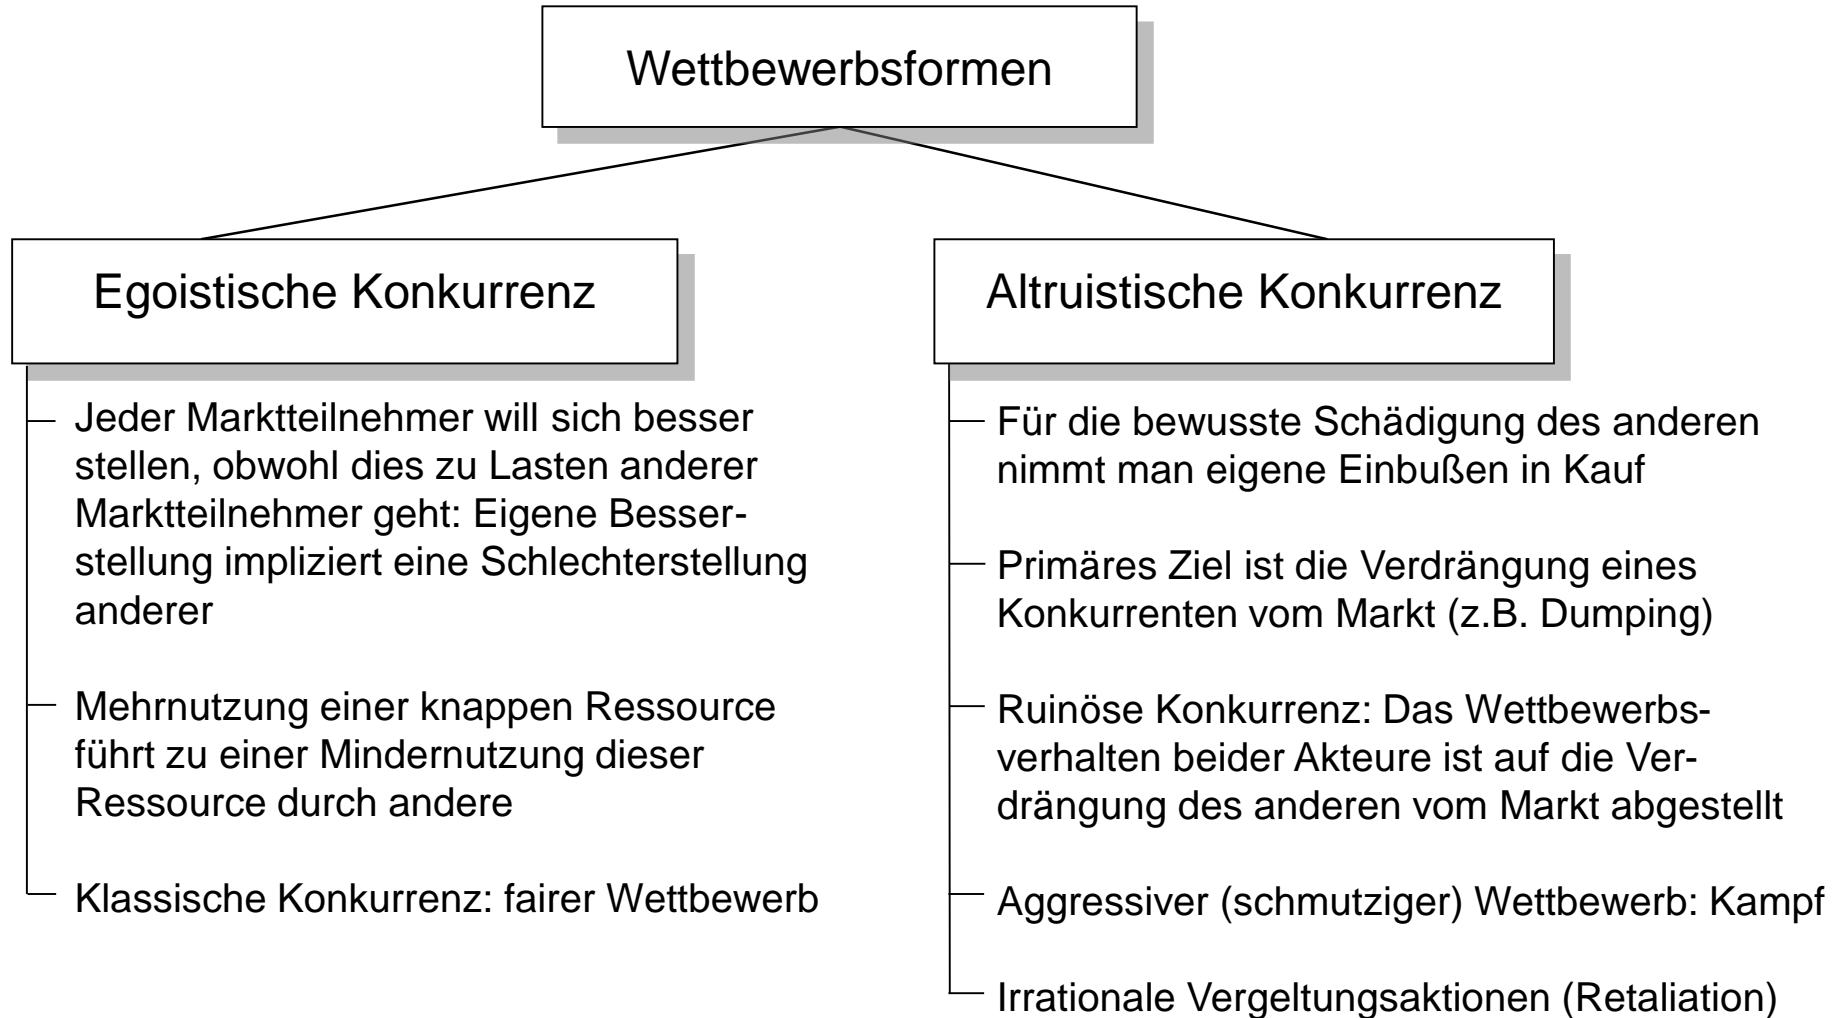 Wettbewerbsformen
Egoistische Konkurrenz
Jeder Marktteilnehmer will sich besser
stellen, obwohl dies zu Lasten anderer
Marktteilnehmer geht: Eigene Besser-
stellung impliziert eine Schlechterstellung
anderer
Mehrnutzung einer knappen Ressource
führt zu einer Mindernutzung dieser
Ressource durch andere
Klassische Konkurrenz: fairer Wettbewerb
Altruistische Konkurrenz
Für die bewusste Schädigung des anderen
nimmt man eigene Einbußen in Kauf
Primäres Ziel ist die Verdrängung eines
Konkurrenten vom Markt (z.B. Dumping)
Ruinöse Konkurrenz: Das Wettbewerbs-
verhalten beider Akteure ist auf die Ver-
drängung des anderen vom Markt abgestellt
Aggressiver (schmutziger) Wettbewerb: Kampf
Irrationale Vergeltungsaktionen (Retaliation)